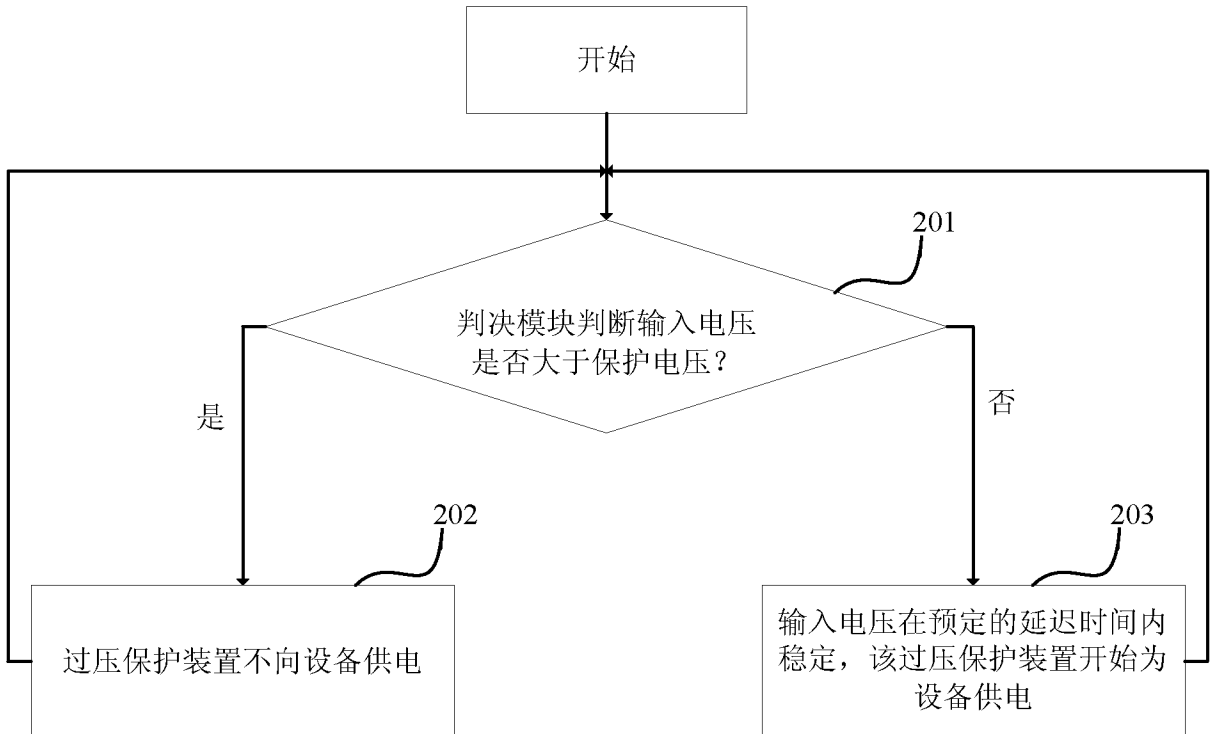 开始
201
判决模块判断输入电压
是否大于保护电压？
是
否
202
203
过压保护装置不向设备供电
输入电压在预定的延迟时间内
稳定，该过压保护装置开始为
设备供电